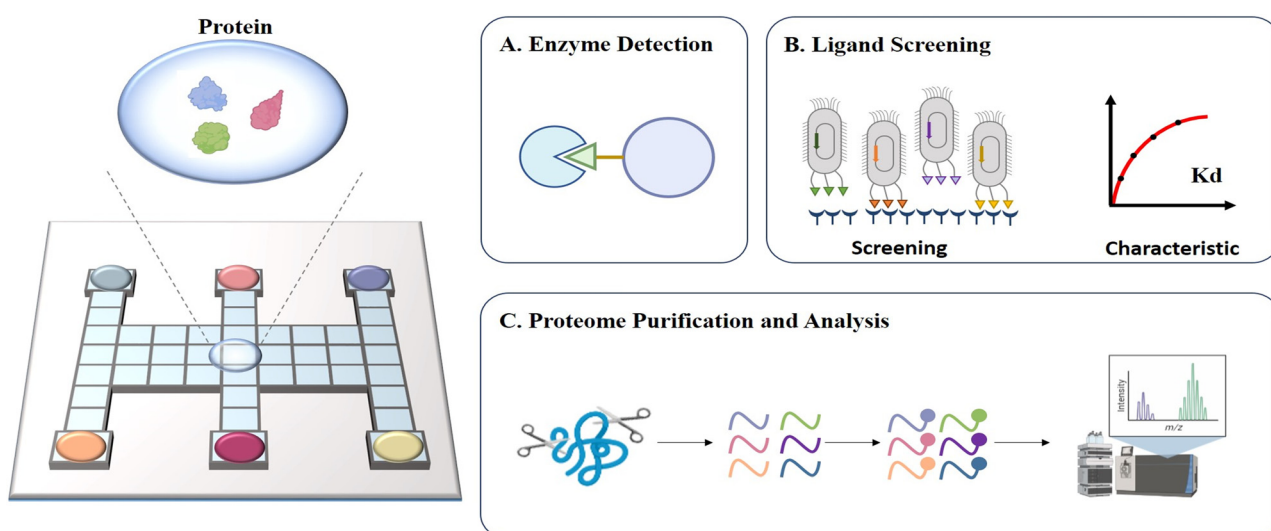 Protein
A. Enzyme Detection
B. Ligand Screening
Kd
Screening
Characteristic
C. Proteome Purification and Analysis
Intensity
m/z